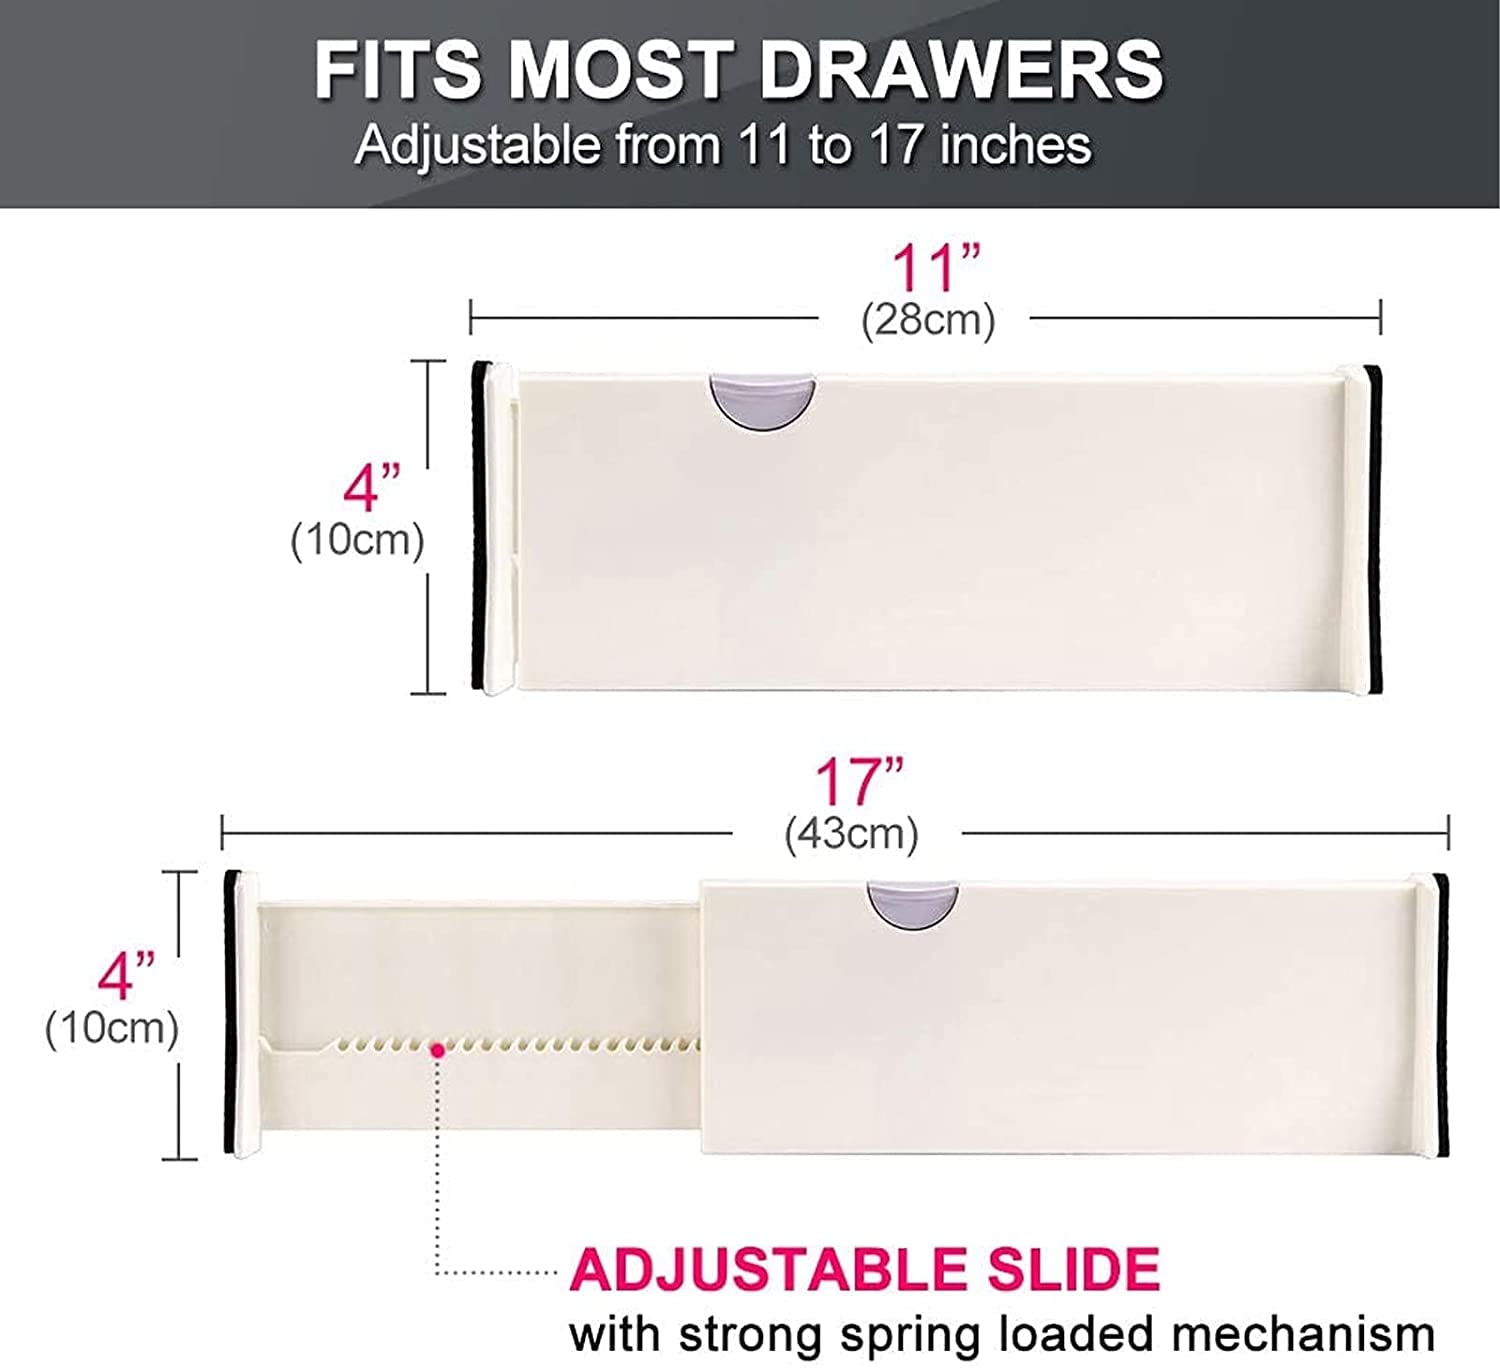 FITS MOST DRAWERS
Adjustable from 11 to 17 inches
11”
(28cm)
4”
(10cm)
17”
(43cm)
4”
(10cm)
ADJUSTABLE SLIDE
with strong spring loaded mechanism